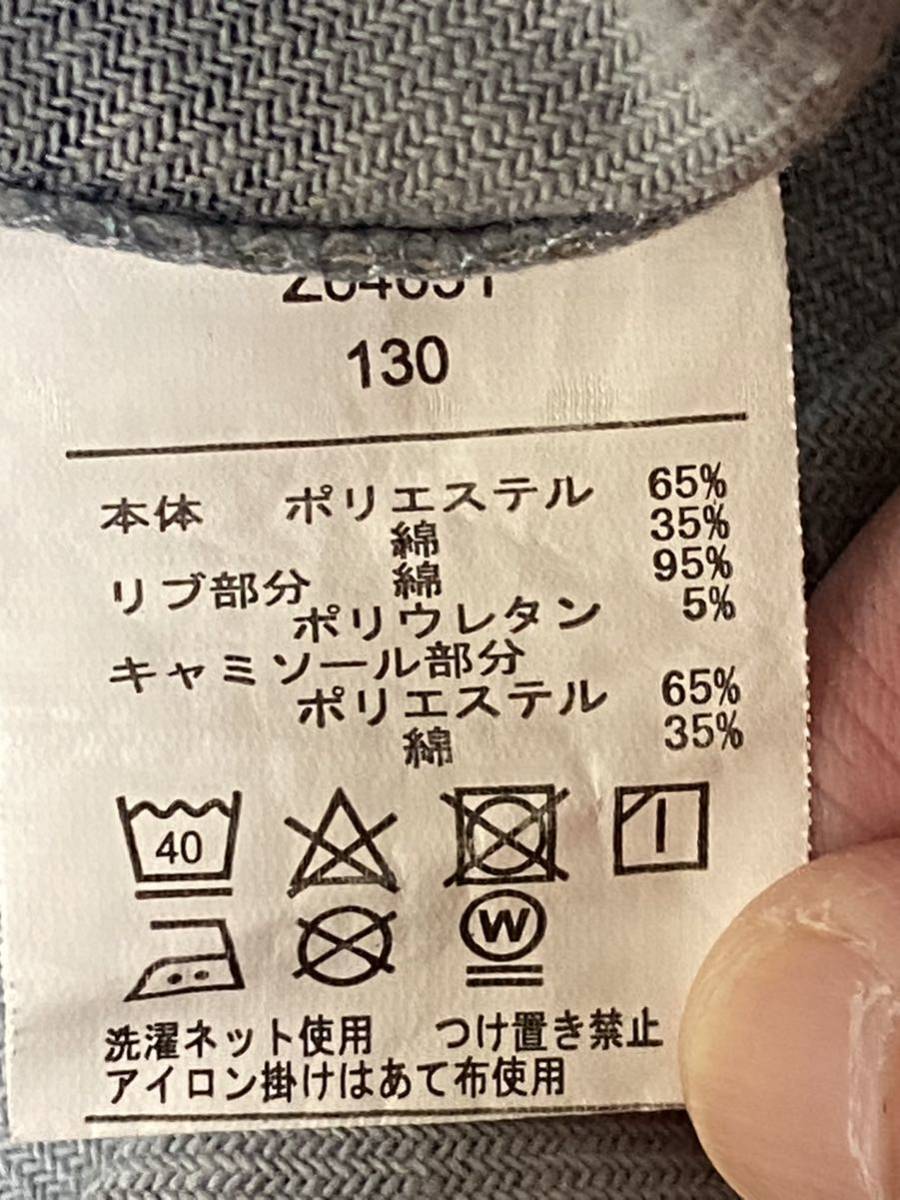 130
本体 ポリエステル 65%
綿 35%
リブ部分 綿 95%
ポリウレタン 5%
キャミソール部分
ポリエステル 65%
綿 35%
40
W
洗濯ネット使用 つけ置き禁止
アイロン掛けはあて布使用